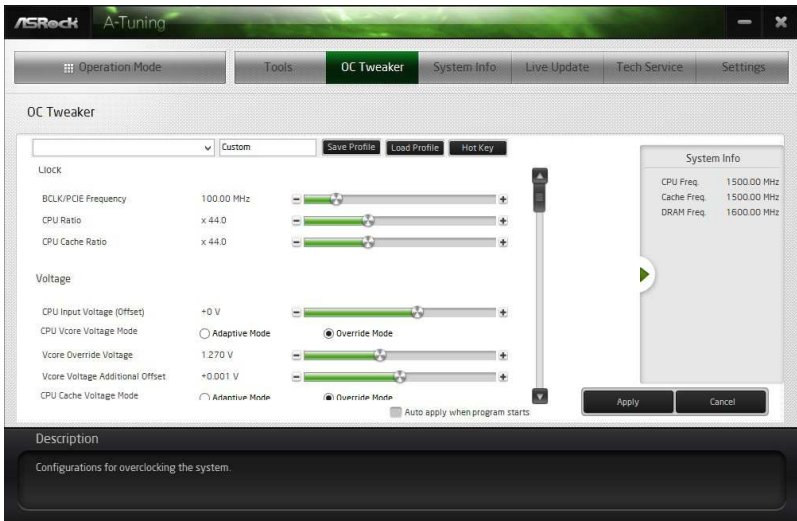 ASRock A-Tuning
Operation Mode Tools OC Tweaker System Info Live Update Tech Service Settings
OC Tweaker
Custom Save Profile Load Profile Hot Key
Clock
BCLK/PCIE Frequency 100.00 MHz
CPU Ratio x 44.0
CPU Cache Ratio x 44.0
Voltage
CPU Input Voltage (Offset) +0 V
CPU Vcore Voltage Mode Adaptive Mode Override Mode
Vcore Override Voltage 1.270 V
Vcore Voltage Additional Offset +0.001 V
CPU Cache Voltage Mode Adaptive Mode Override Mode
Auto apply when program starts
System Info
CPU Freq. 1500.00 MHz
Cache Freq. 1500.00 MHz
DRAM Freq. 1600.00 MHz
Apply Cancel
Description
Configurations for overclocking the system.